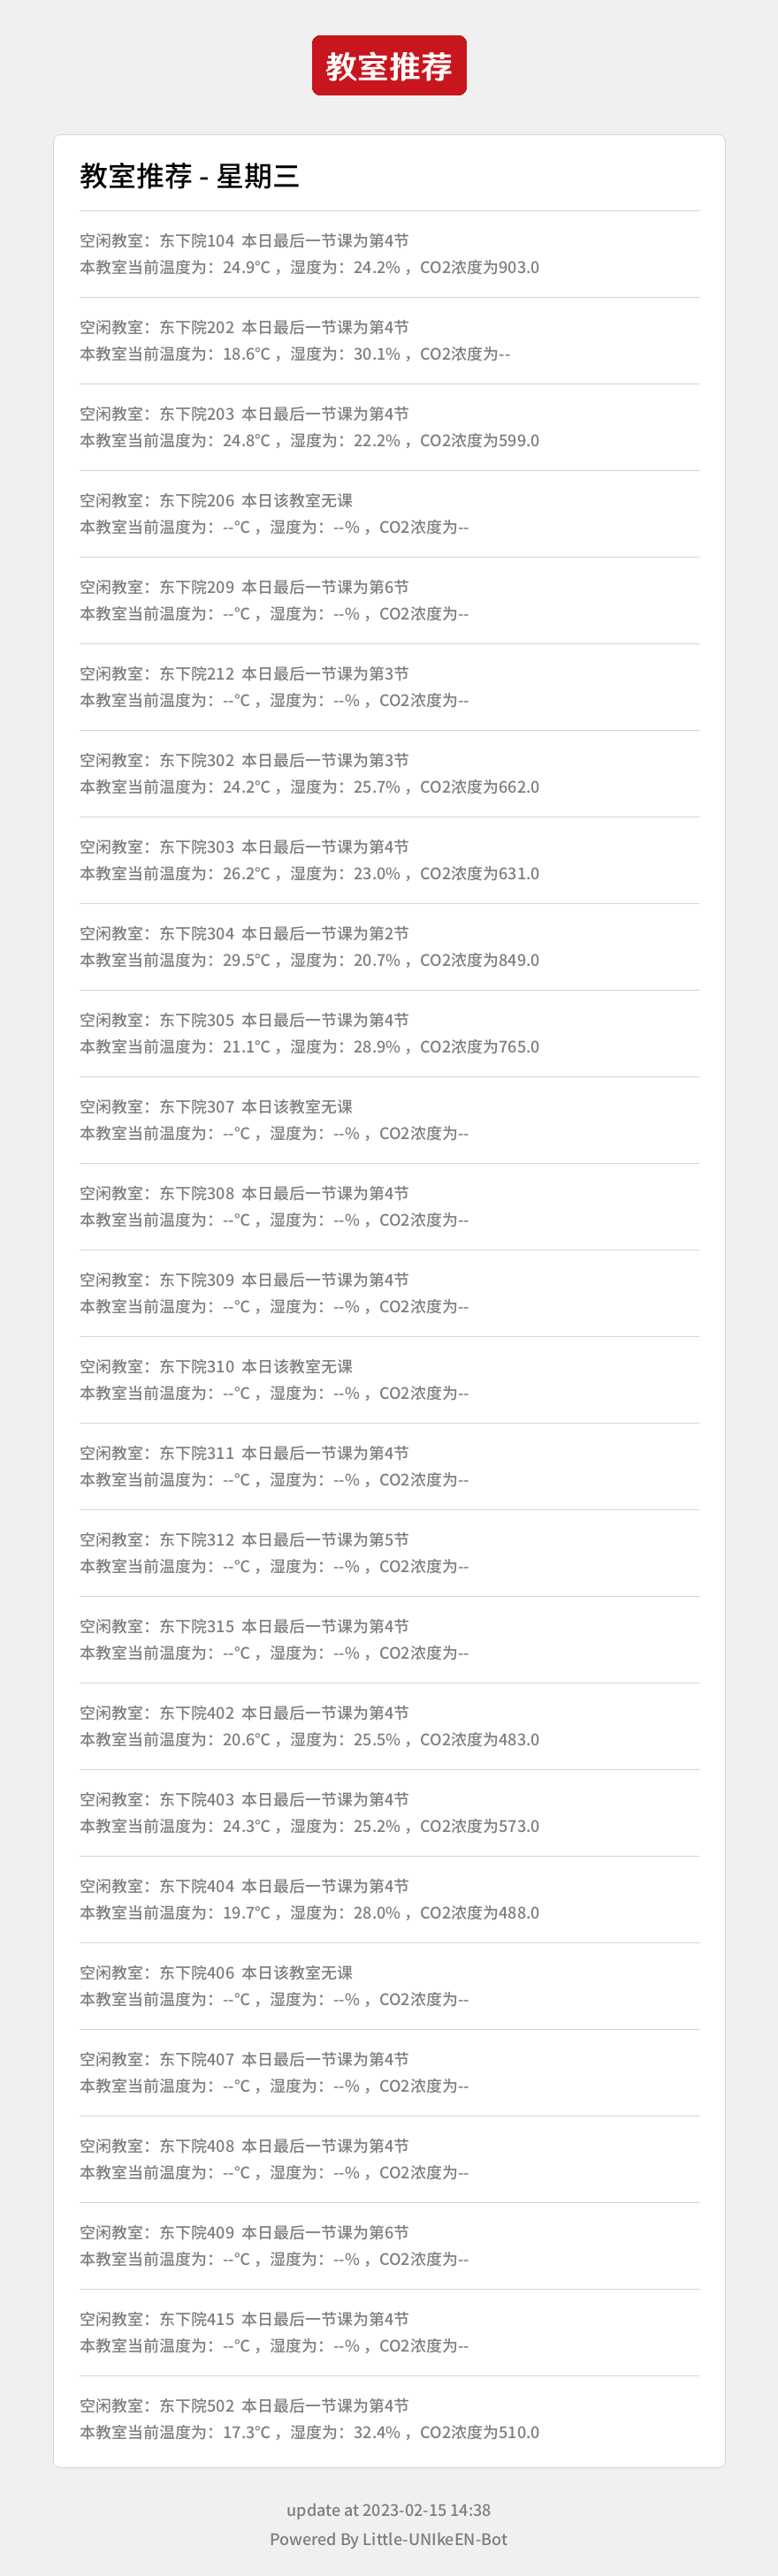 教室推荐
教室推荐 - 星期三
空闲教室：东下院104 本日最后一节课为第4节
本教室当前温度为：24.9℃ ，湿度为：24.2% ，CO2浓度为903.0
空闲教室：东下院202 本日最后一节课为第4节
本教室当前温度为：18.6℃ ，湿度为：30.1% ，CO2浓度为--
空闲教室：东下院203 本日最后一节课为第4节
本教室当前温度为：24.8℃ ，湿度为：22.2% ，CO2浓度为599.0
空闲教室：东下院206 本日该教室无课
本教室当前温度为：--℃ ，湿度为：--% ，CO2浓度为--
空闲教室：东下院209 本日最后一节课为第6节
本教室当前温度为：--℃ ，湿度为：--% ，CO2浓度为--
空闲教室：东下院212 本日最后一节课为第3节
本教室当前温度为：--℃ ，湿度为：--% ，CO2浓度为--
空闲教室：东下院302 本日最后一节课为第3节
本教室当前温度为：24.2℃ ，湿度为：25.7% ，CO2浓度为662.0
空闲教室：东下院303 本日最后一节课为第4节
本教室当前温度为：26.2℃ ，湿度为：23.0% ，CO2浓度为631.0
空闲教室：东下院304 本日最后一节课为第2节
本教室当前温度为：29.5℃ ，湿度为：20.7% ，CO2浓度为849.0
空闲教室：东下院305 本日最后一节课为第4节
本教室当前温度为：21.1℃ ，湿度为：28.9% ，CO2浓度为765.0
空闲教室：东下院307 本日该教室无课
本教室当前温度为：--℃ ，湿度为：--% ，CO2浓度为--
空闲教室：东下院308 本日最后一节课为第4节
本教室当前温度为：--℃ ，湿度为：--% ，CO2浓度为--
空闲教室：东下院309 本日最后一节课为第4节
本教室当前温度为：--℃ ，湿度为：--% ，CO2浓度为--
空闲教室：东下院310 本日该教室无课
本教室当前温度为：--℃ ，湿度为：--% ，CO2浓度为--
空闲教室：东下院311 本日最后一节课为第4节
本教室当前温度为：--℃ ，湿度为：--% ，CO2浓度为--
空闲教室：东下院312 本日最后一节课为第5节
本教室当前温度为：--℃ ，湿度为：--% ，CO2浓度为--
空闲教室：东下院315 本日最后一节课为第4节
本教室当前温度为：--℃ ，湿度为：--% ，CO2浓度为--
空闲教室：东下院402 本日最后一节课为第4节
本教室当前温度为：20.6℃ ，湿度为：25.5% ，CO2浓度为483.0
空闲教室：东下院403 本日最后一节课为第4节
本教室当前温度为：24.3℃ ，湿度为：25.2% ，CO2浓度为573.0
空闲教室：东下院404 本日最后一节课为第4节
本教室当前温度为：19.7℃ ，湿度为：28.0% ，CO2浓度为488.0
空闲教室：东下院406 本日该教室无课
本教室当前温度为：--℃ ，湿度为：--% ，CO2浓度为--
空闲教室：东下院407 本日最后一节课为第4节
本教室当前温度为：--℃ ，湿度为：--% ，CO2浓度为--
空闲教室：东下院408 本日最后一节课为第4节
本教室当前温度为：--℃ ，湿度为：--% ，CO2浓度为--
空闲教室：东下院409 本日最后一节课为第6节
本教室当前温度为：--℃ ，湿度为：--% ，CO2浓度为--
空闲教室：东下院415 本日最后一节课为第4节
本教室当前温度为：--℃ ，湿度为：--% ，CO2浓度为--
空闲教室：东下院502 本日最后一节课为第4节
本教室当前温度为：17.3℃ ，湿度为：32.4% ，CO2浓度为510.0
update at 2023-02-15 14:38
Powered By Little-UNIkeEN-Bot